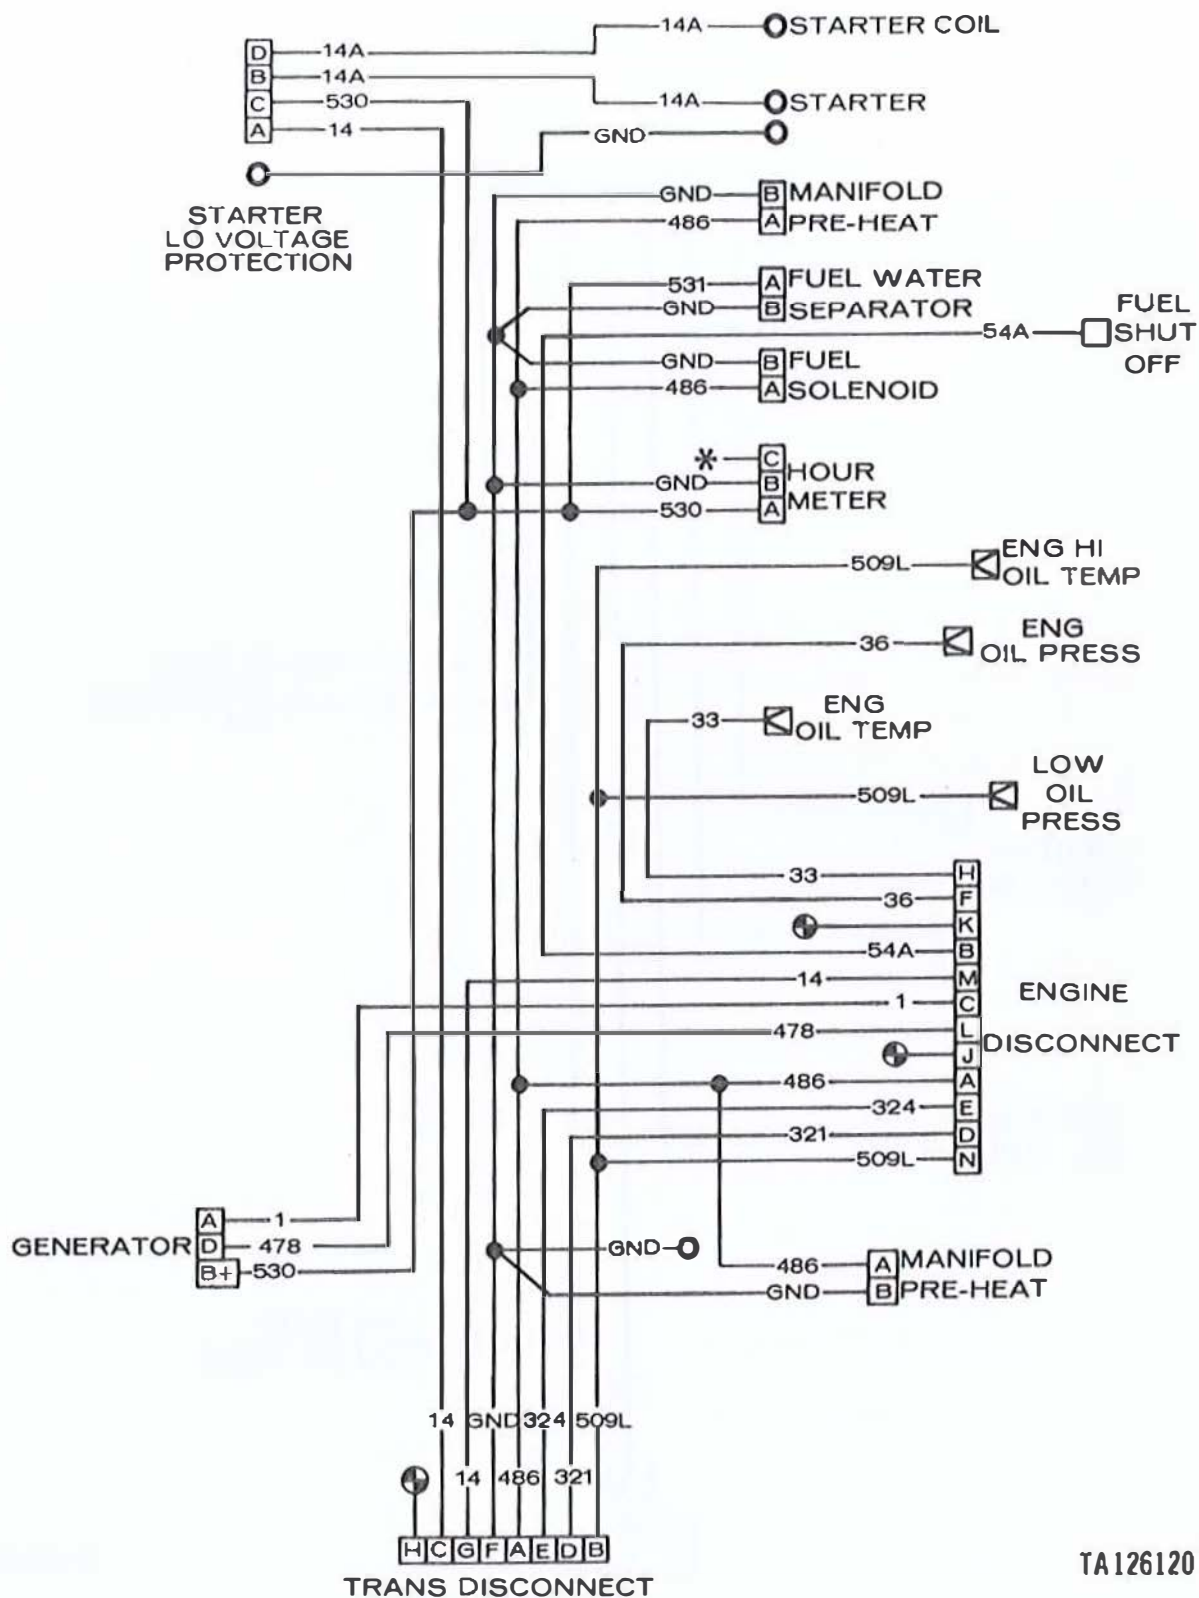 14A STARTER COIL
D 14A
B 14A
C 530 14A STARTER
A 14 GND
STARTER
LO VOLTAGE
PROTECTION
GND B MANIFOLD
486 A PRE-HEAT
531 A FUEL WATER
GND B SEPARATOR
54A FUEL
SHUT
OFF
GND B FUEL
486 A SOLENOID
* C HOUR
GND B METER
530 A
509L ENG HI
OIL TEMP
36 ENG
OIL PRESS
33 ENG
OIL TEMP
509L LOW
OIL
PRESS
33 H
36 F
K
54A B
14 M ENGINE
1 C
478 L DISCONNECT
J
486 A
324 E
321 D
509L N
A 1
GENERATOR D 478
B+ 530
GND
486 A MANIFOLD
GND B PRE-HEAT
14 GND 324 509L
14 486 321
H C G F A E D B
TRANS DISCONNECT
TA126120